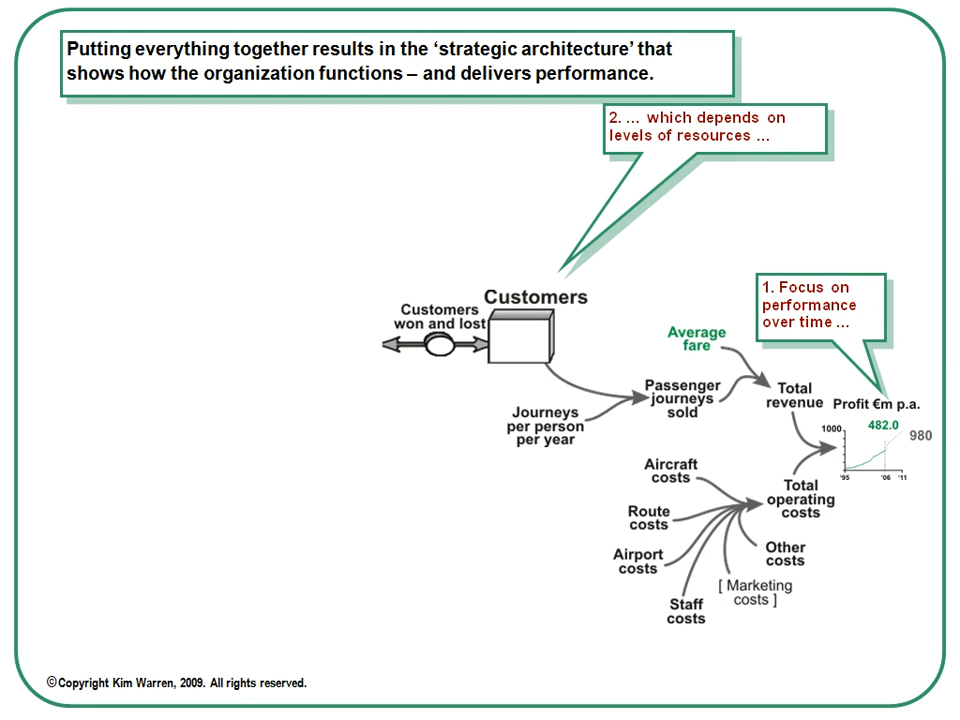 Putting everything together results in the ‘strategic architecture’ that
shows how the organization functions – and delivers performance.
2. ... which depends on
levels of resources ...
1. Focus on
performance
over time ...
Customers
Customers
won and lost
Average
fare
Passenger
journeys
sold
Total
revenue
Profit €m p.a.
Journeys
per person
per year
1000
482.0
980
'95
'06
'11
Aircraft
costs
Total
operating
costs
Route
costs
Airport
costs
Other
costs
[ Marketing
costs ]
Staff
costs
©Copyright Kim Warren, 2009. All rights reserved.